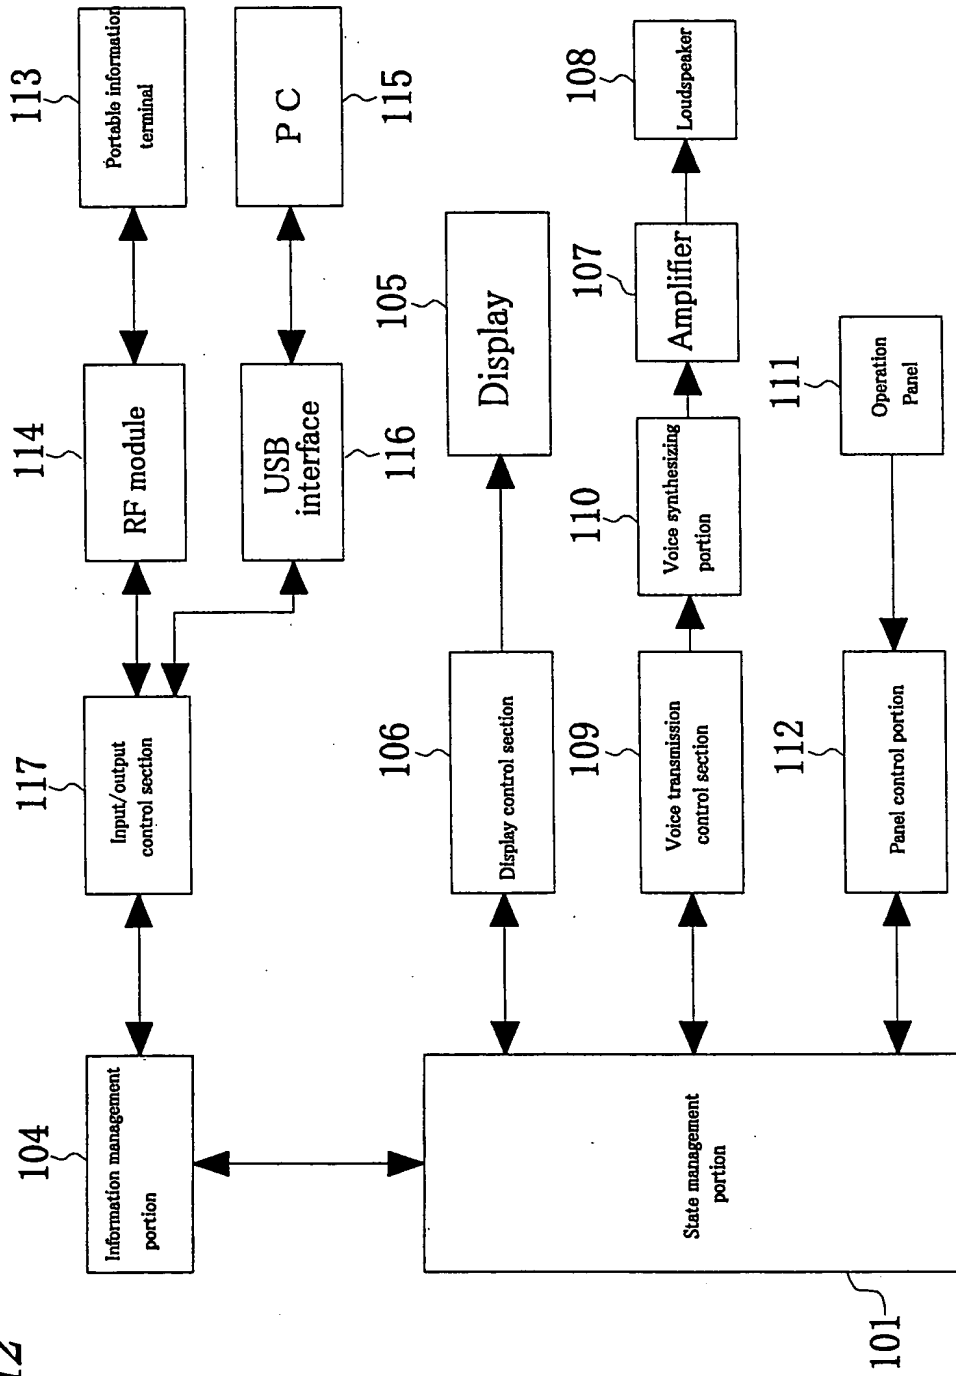 12
104
Information management
portion
117
Input/output
control section
114
RF module
113
Portable information
terminal
116
USB
interface
115
P C
101
State management
portion
106
Display control section
105
Display
109
Voice transmission
control section
110
Voice synthesizing
portion
107
Amplifier
108
Loudspeaker
112
Panel control portion
111
Operation
Panel